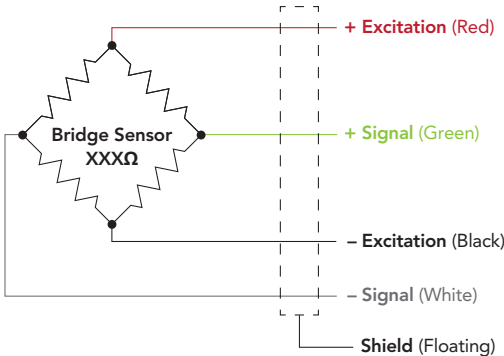 + Excitation (Red)
Bridge Sensor
XXXΩ
+ Signal (Green)
– Excitation (Black)
– Signal (White)
Shield (Floating)